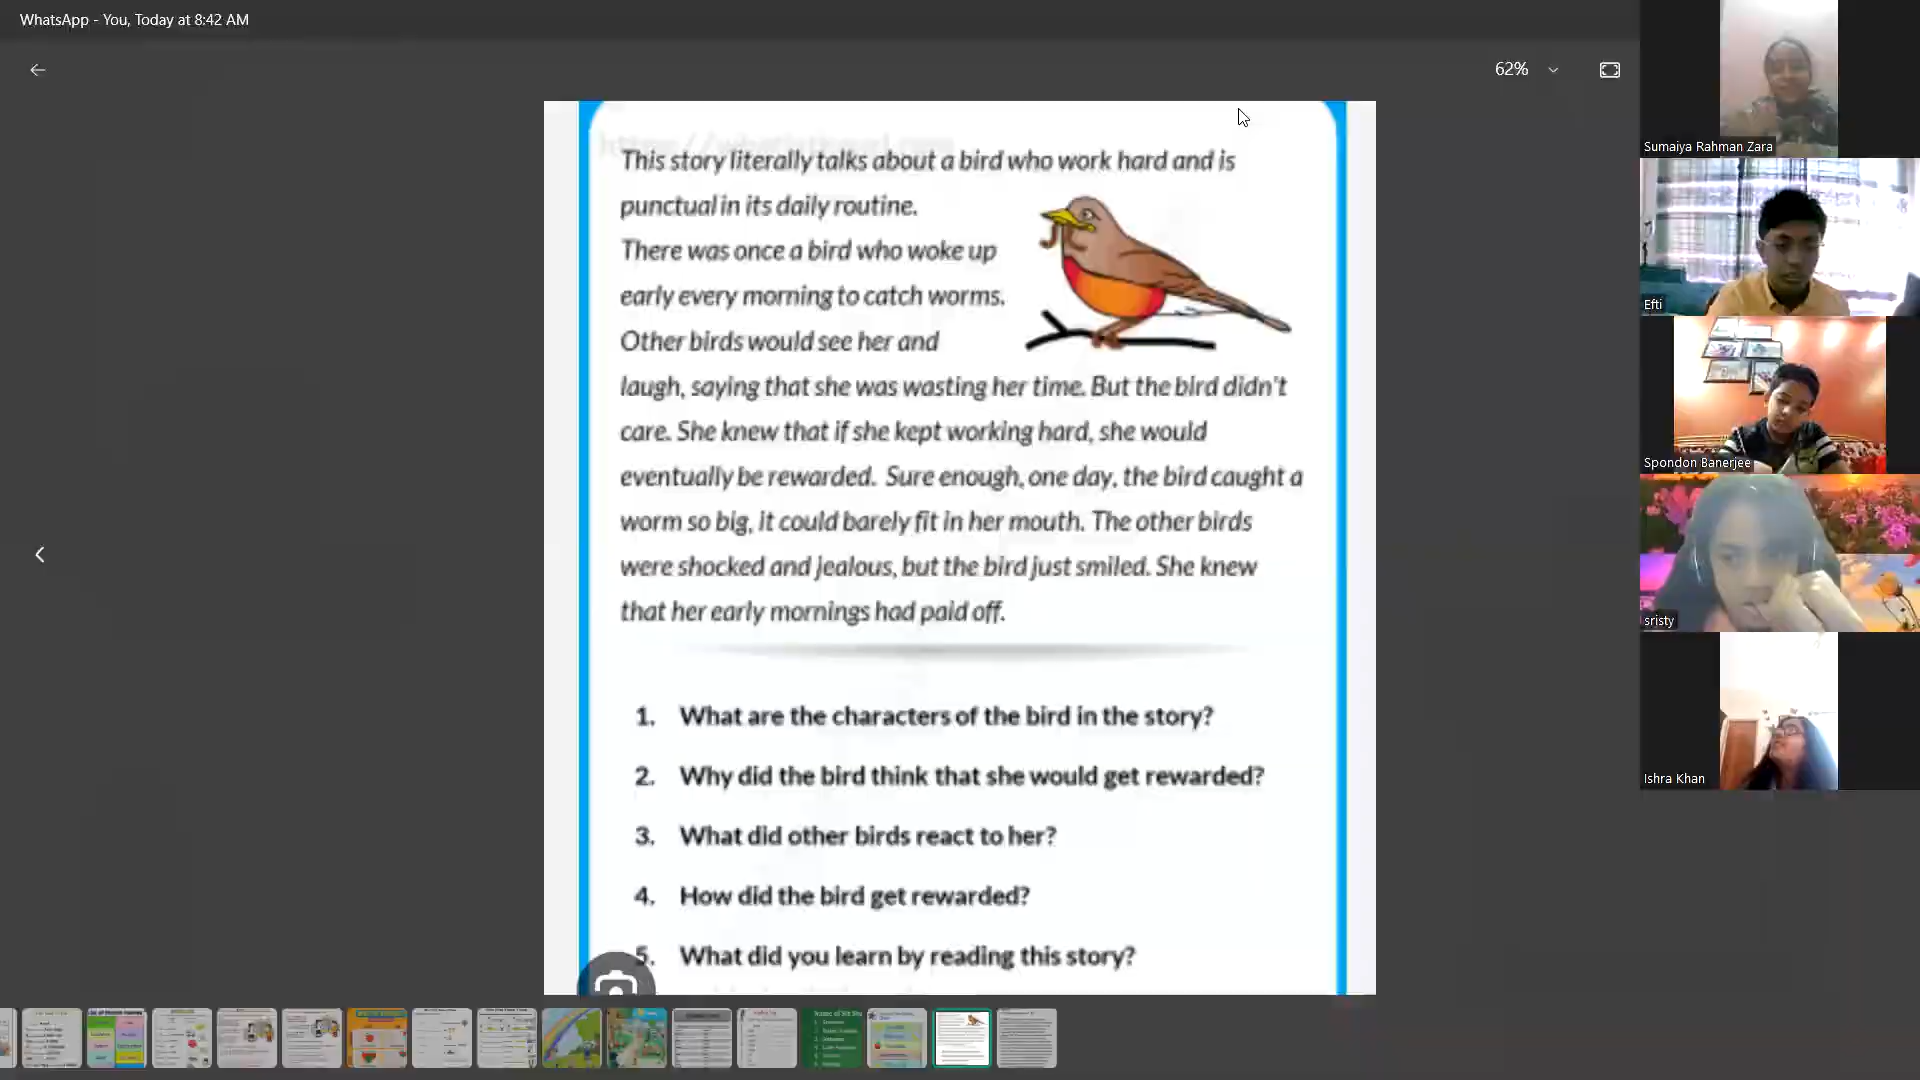 WhatsApp - You, Today at 8:42 AM
62%
This story literally talks about a bird who work hard and is
punctual in its daily routine.
There was once a bird who woke up
early every morning to catch worms.
Other birds would see her and
laugh, saying that she was wasting her time. But the bird didn't
care. She knew that if she kept working hard, she would
eventually be rewarded. Sure enough, one day, the bird caught a
worm so big, it could barely fit in her mouth. The other birds
were shocked and jealous, but the bird just smiled. She knew
that her early mornings had paid off.
1. What are the characters of the bird in the story?
2. Why did the bird think that she would get rewarded?
3. What did other birds react to her?
4. How did the bird get rewarded?
5. What did you learn by reading this story?
Sumaiya Rahman Zara
Efti
Spondon Banerjee
sristy
Ishra Khan